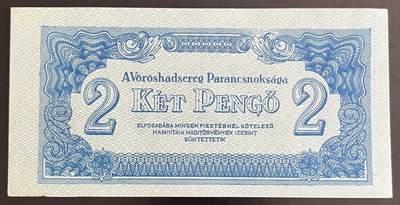 A Vöröshadsereg Parancsnoksága
2 KÉT PENGŐ 2
ELFOGADÁSA MINDEN FIZETÉSNÉL KÖTELEZŐ
HAMISÍTÁSA HADITÖRVÉNYEK SZERINT
BÜNTETTETIK